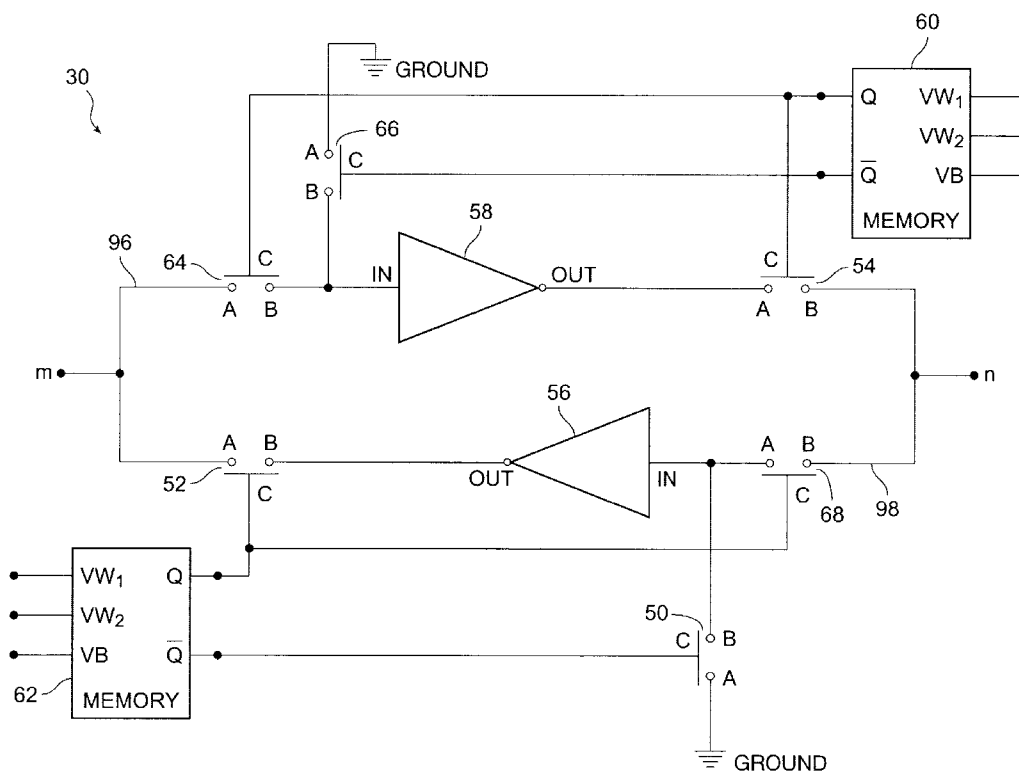 60
30
GROUND
Q VW₁
66
A C
VW₂
B
Q̅ VB
MEMORY
58
96
64 C
IN OUT
C 54
A B
A B
m
n
56
A B
A B
52 C
OUT IN
C 68 98
VW₁ Q
VW₂
50
C B
VB Q̅
A
62 MEMORY
GROUND